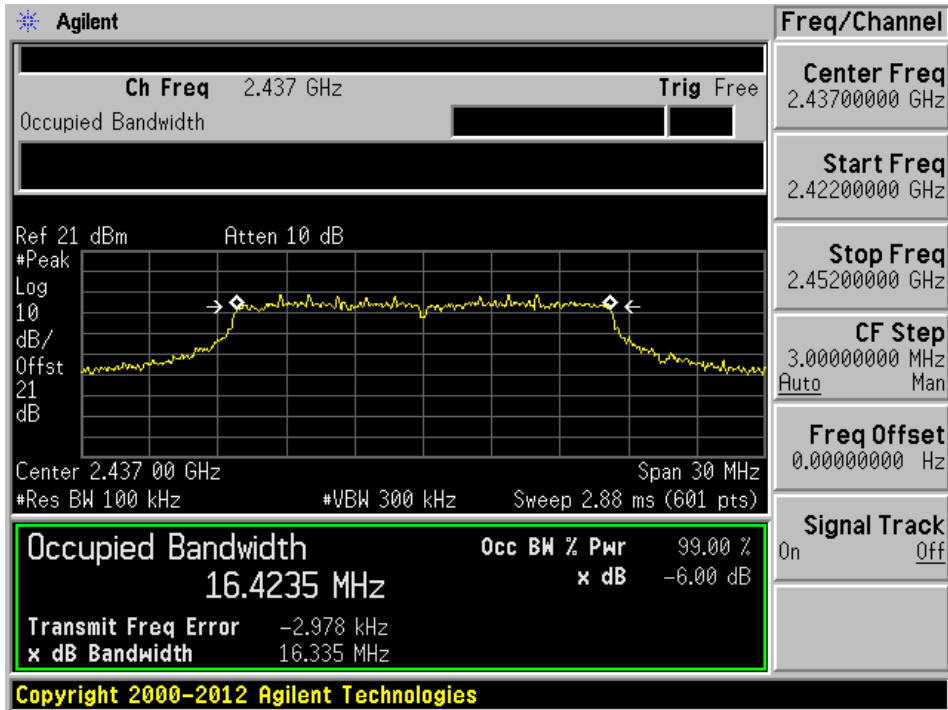 Agilent
Freq/Channel
Ch Freq 2.437 GHz Trig Free
Occupied Bandwidth
Center Freq
2.43700000 GHz
Start Freq
2.42200000 GHz
Stop Freq
2.45200000 GHz
CF Step
3.00000000 MHz
Auto Man
Freq Offset
0.00000000 Hz
Signal Track
On Off
Ref 21 dBm Atten 10 dB
#Peak
Log
10
dB/
Offst
21
dB
Center 2.437 00 GHz Span 30 MHz
#Res BW 100 kHz #VBW 300 kHz Sweep 2.88 ms (601 pts)
Occupied Bandwidth Occ BW % Pwr 99.00 %
16.4235 MHz x dB -6.00 dB
Transmit Freq Error -2.978 kHz
x dB Bandwidth 16.335 MHz
Copyright 2000-2012 Agilent Technologies